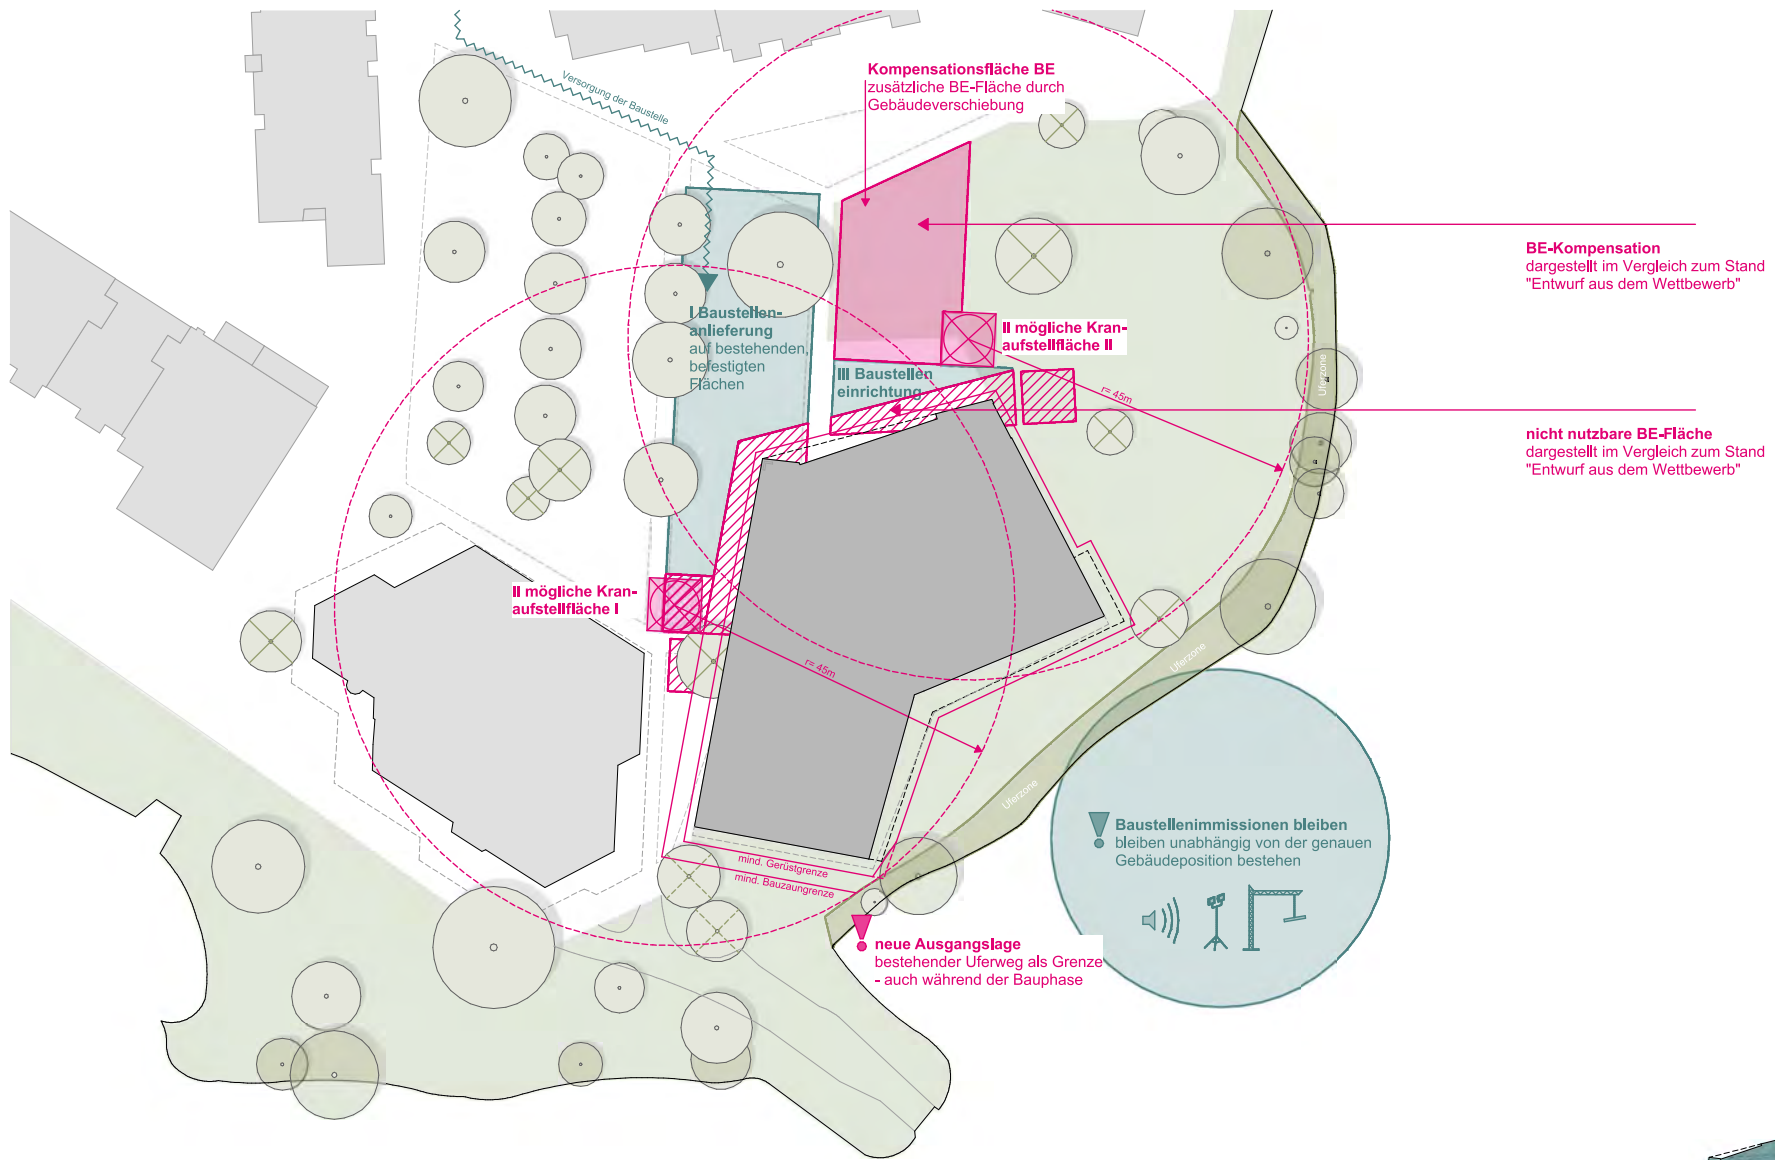 Versorgung der Baustelle
Kompensationsfläche BE
zusätzliche BE-Fläche durch
Gebäudeverschiebung
BE-Kompensation
dargestellt im Vergleich zum Stand
"Entwurf aus dem Wettbewerb"
I Baustellen-
anlieferung
auf bestehenden,
befestigten
Flächen
II mögliche Kran-
aufstellfläche II
III Baustellen
einrichtung
r= 45m
Uferzone
nicht nutzbare BE-Fläche
dargestellt im Vergleich zum Stand
"Entwurf aus dem Wettbewerb"
II mögliche Kran-
aufstellfläche I
r= 45m
Uferzone
Uferzone
mind. Gerüstgrenze
mind. Bauzaungrenze
Baustellenimmissionen bleiben
bleiben unabhängig von der genauen
Gebäudeposition bestehen
neue Ausgangslage
bestehender Uferweg als Grenze
- auch während der Bauphase